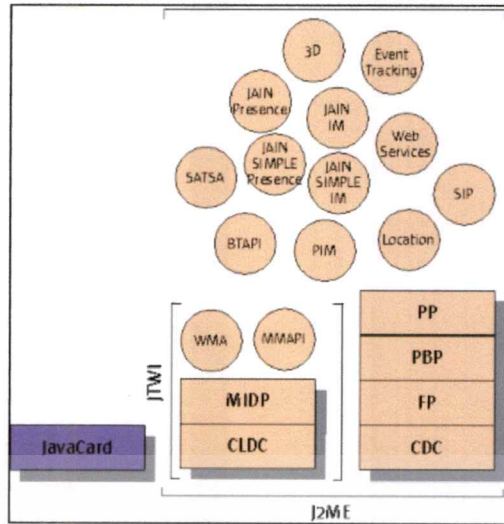 3D
Event
Tracking
JAIN
Presence
JAIN
IM
Web
Services
JAIN
SIMPLE
Presence
JAIN
SIMPLE
IM
SATSA
SIP
BTAPI
PIM
Location
PP
WMA
MMAPI
PBP
JTWI
MIDP
FP
JavaCard
CLDC
CDC
J2ME